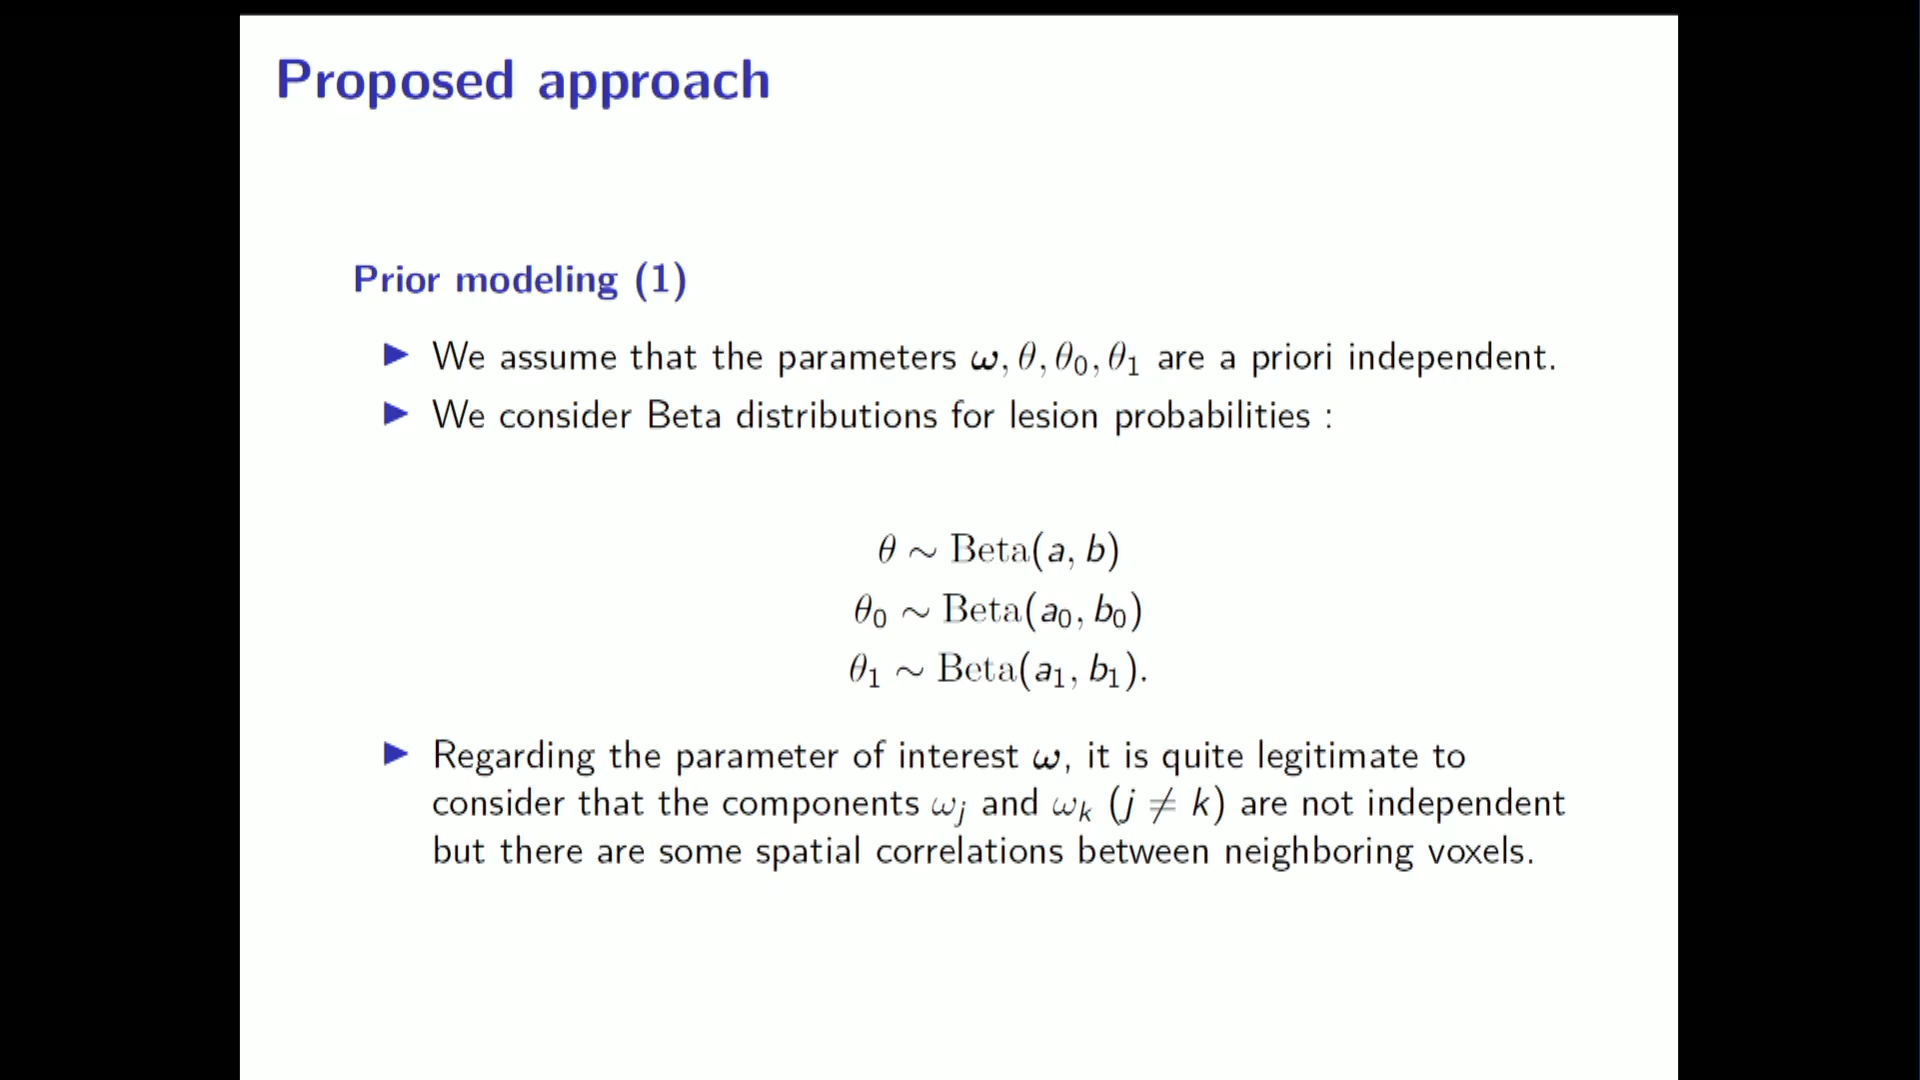 Proposed approach
Prior modeling (1)
▶ We assume that the parameters 𝝎, θ, θ₀, θ₁ are a priori independent.
▶ We consider Beta distributions for lesion probabilities :
θ ∼ Beta(a, b)
θ₀ ∼ Beta(a₀, b₀)
θ₁ ∼ Beta(a₁, b₁).
▶ Regarding the parameter of interest 𝝎, it is quite legitimate to
consider that the components ωⱼ and ωₖ (j ≠ k) are not independent
but there are some spatial correlations between neighboring voxels.